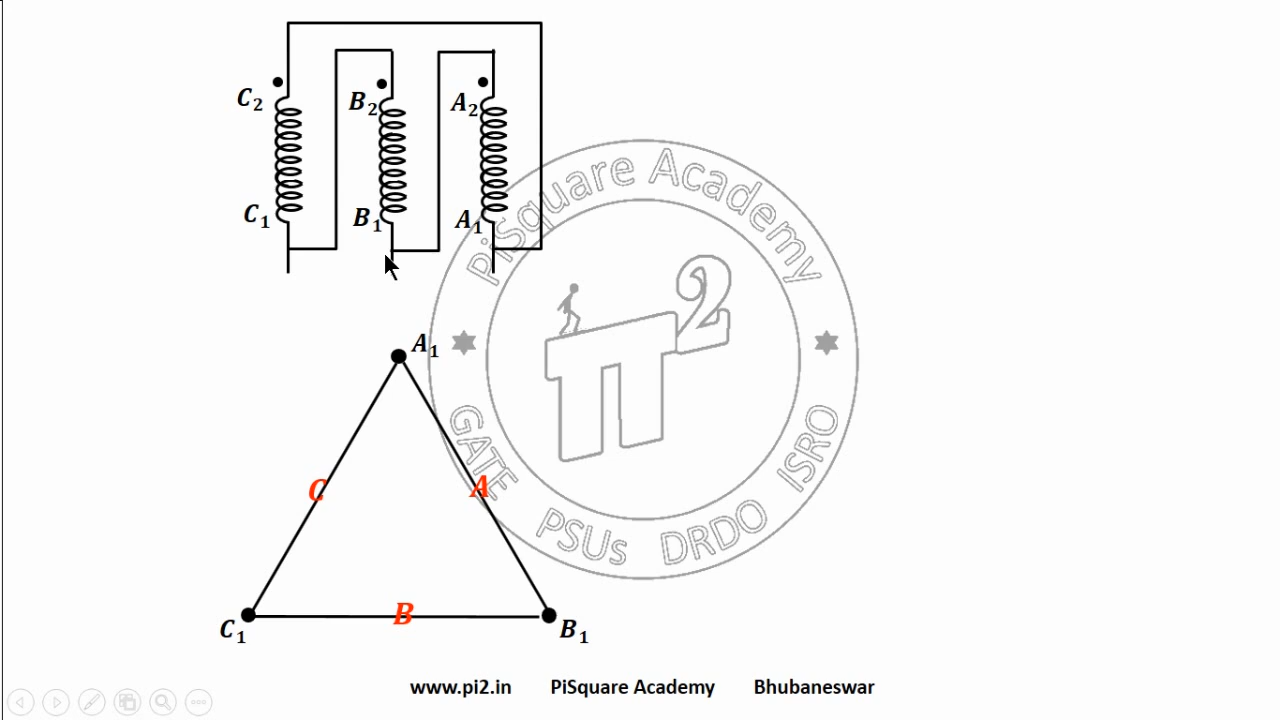 C2
B2
A2
C1
B1
A1
PiSquare Academy
π2
GATE PSUs DRDO ISRO
A1
C
A
B
C1
B1
www.pi2.in PiSquare Academy Bhubaneswar